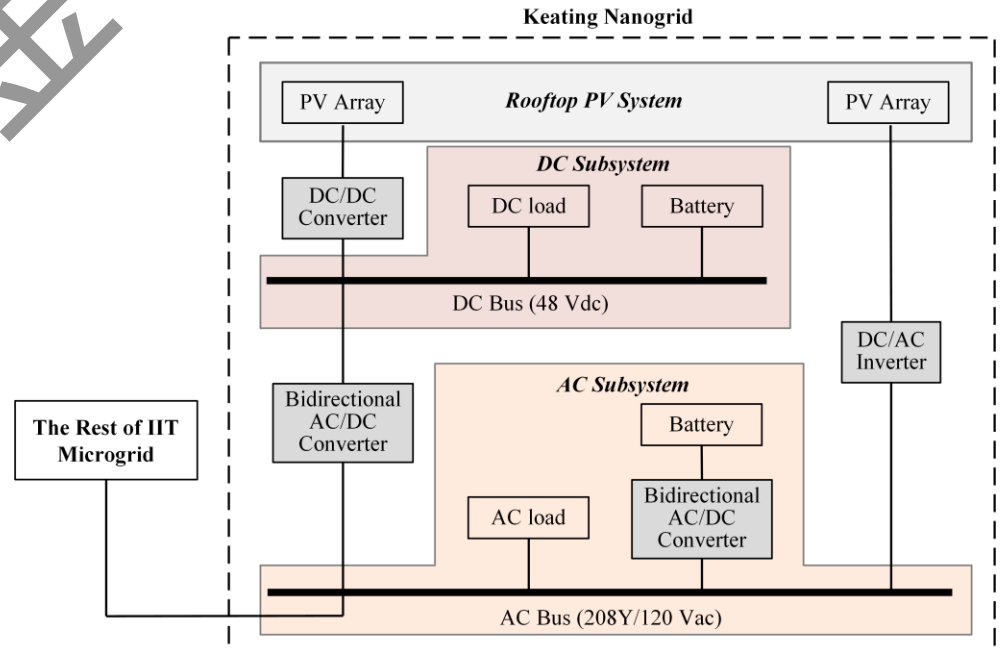 Keating Nanogrid
PV Array
Rooftop PV System
PV Array
DC Subsystem
DC/DC
Converter
DC load
Battery
DC Bus (48 Vdc)
DC/AC
Inverter
AC Subsystem
Bidirectional
AC/DC
Converter
Battery
The Rest of IIT
Microgrid
AC load
Bidirectional
AC/DC
Converter
AC Bus (208Y/120 Vac)